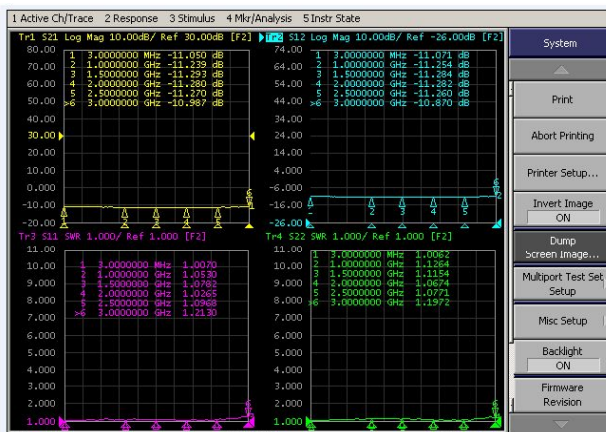 1 Active Ch/Trace 2 Response 3 Stimulus 4 Mkr/Analysis 5 Instr State
Tr1 S21 Log Mag 10.00dB/ Ref 30.00dB [F2]
80.00
70.00
60.00
50.00
40.00
30.00
20.00
10.00
0.000
-10.00
-20.00
1 3.0000000 MHz -11.050 dB
2 1.0000000 GHz -11.239 dB
3 1.5000000 GHz -11.293 dB
4 2.0000000 GHz -11.280 dB
5 2.5000000 GHz -11.270 dB
>6 3.0000000 GHz -10.987 dB
Tr2 S12 Log Mag 10.00dB/ Ref -26.00dB [F2]
74.00
64.00
54.00
44.00
34.00
24.00
14.00
4.000
-6.000
-16.00
-26.00
1 3.0000000 MHz -11.071 dB
2 1.0000000 GHz -11.254 dB
3 1.5000000 GHz -11.284 dB
4 2.0000000 GHz -11.282 dB
5 2.5000000 GHz -11.260 dB
>6 3.0000000 GHz -10.870 dB
2 3 4 5
Tr3 S11 SWR 1.000/ Ref 1.000 [F2]
11.00
10.00
9.000
8.000
7.000
6.000
5.000
4.000
3.000
2.000
1.000
1 3.0000000 MHz 1.0070
2 1.0000000 GHz 1.0530
3 1.5000000 GHz 1.0782
4 2.0000000 GHz 1.0265
5 2.5000000 GHz 1.0968
>6 3.0000000 GHz 1.2130
Tr4 S22 SWR 1.000/ Ref 1.000 [F2]
11.00
10.00
9.000
8.000
7.000
6.000
5.000
4.000
3.000
2.000
1.000
1 3.0000000 MHz 1.0062
2 1.0000000 GHz 1.1264
3 1.5000000 GHz 1.1154
4 2.0000000 GHz 1.0674
5 2.5000000 GHz 1.0771
>6 3.0000000 GHz 1.1972
System
Print
Abort Printing
Printer Setup...
Invert Image
ON
Dump
Screen Image...
Multiport Test Set
Setup
Misc Setup
Backlight
ON
Firmware
Revision